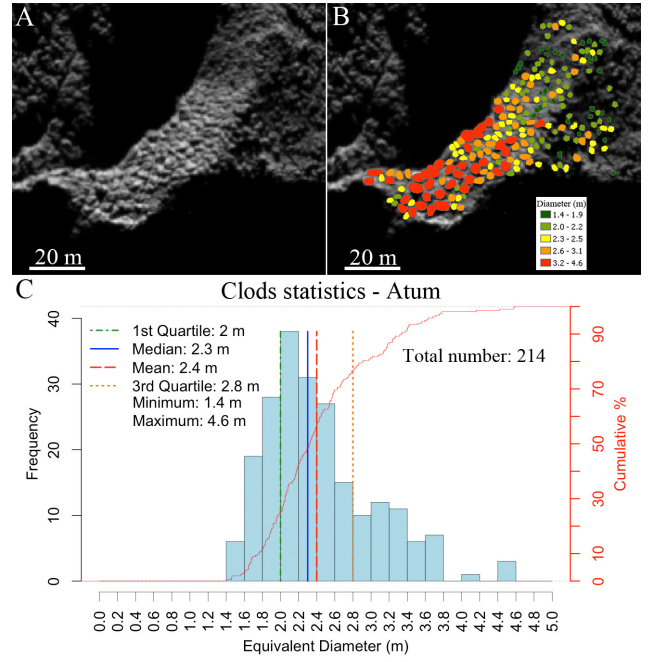 A
20 m
B
20 m
Diameter (m)
1.4 - 1.9
2.0 - 2.2
2.3 - 2.5
2.6 - 3.1
3.2 - 4.6
C
Clods statistics - Atum
1st Quartile: 2 m
Median: 2.3 m
Mean: 2.4 m
3rd Quartile: 2.8 m
Minimum: 1.4 m
Maximum: 4.6 m
Total number: 214
Frequency
40
30
20
10
0
Cumulative %
90
70
50
30
10
0
0.0 0.2 0.4 0.6 0.8 1.0 1.2 1.4 1.6 1.8 2.0 2.2 2.4 2.6 2.8 3.0 3.2 3.4 3.6 3.8 4.0 4.2 4.4 4.6 4.8 5.0
Equivalent Diameter (m)